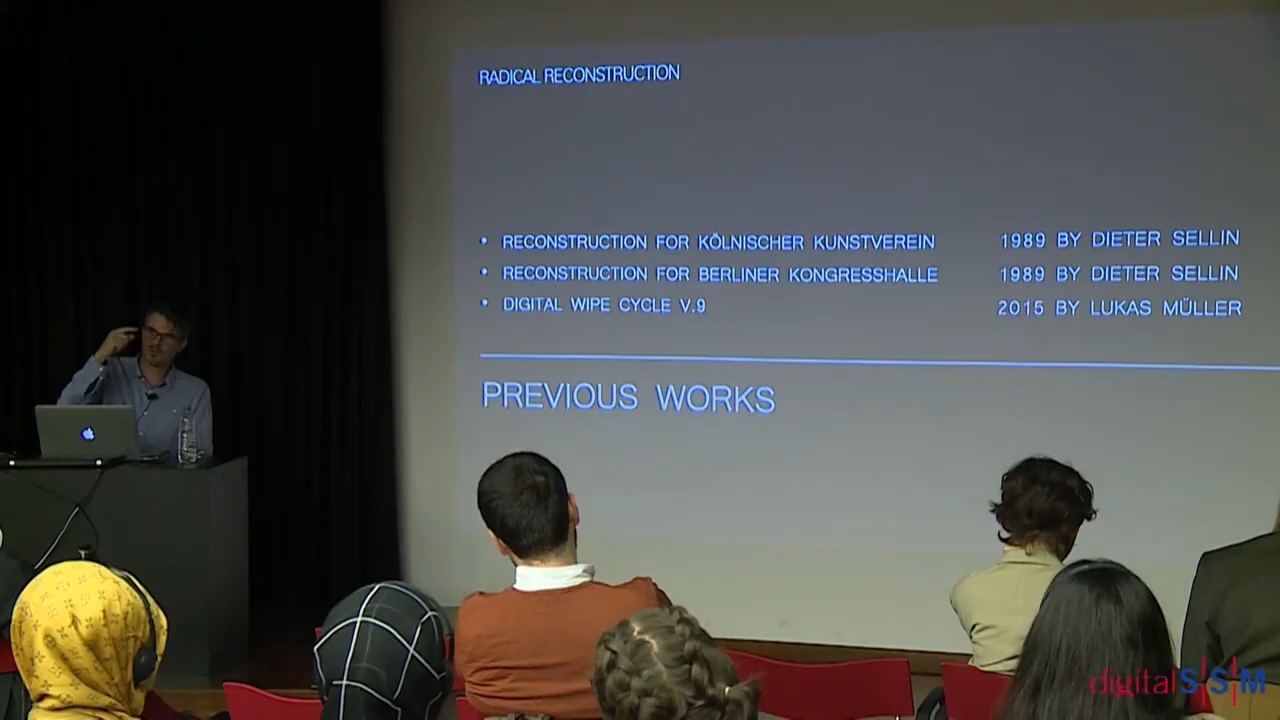 RADICAL RECONSTRUCTION
• RECONSTRUCTION FOR KÖLNISCHER KUNSTVEREIN 1989 BY DIETER SELLIN
• RECONSTRUCTION FOR BERLINER KONGRESSHALLE 1989 BY DIETER SELLIN
• DIGITAL WIPE CYCLE V.9 2015 BY LUKAS MÜLLER
PREVIOUS WORKS
digitalSSM